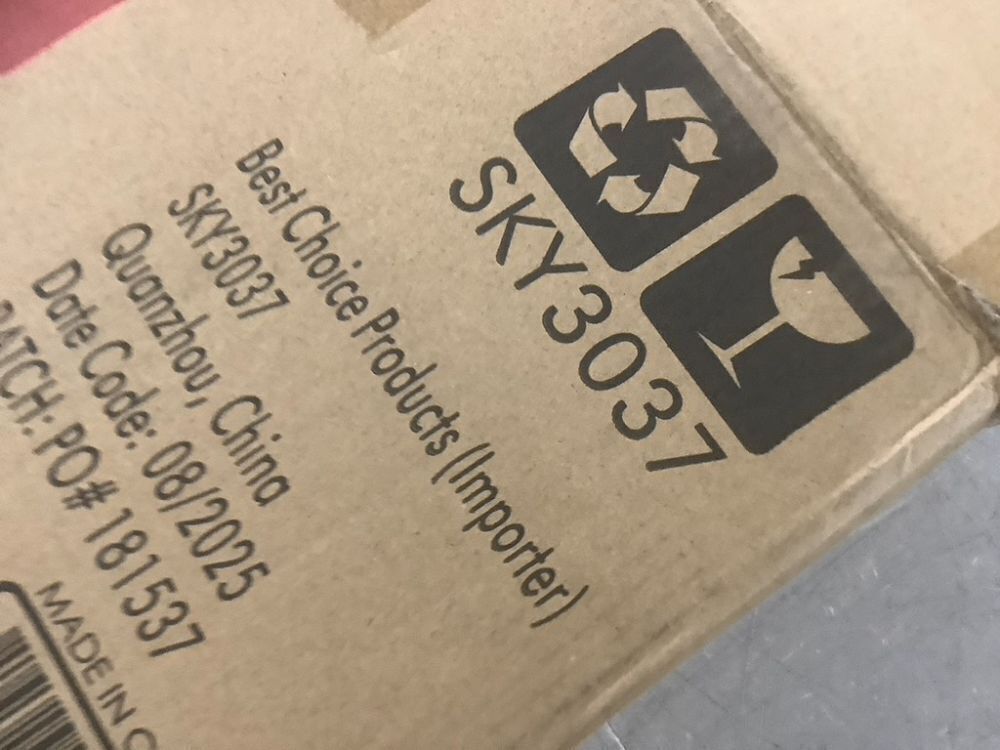 SKY3037
Best Choice Products (Importer)
SKY3037
Quanzhou, China
Date Code: 08/2025
BATCH: PO# 181537
MADE IN